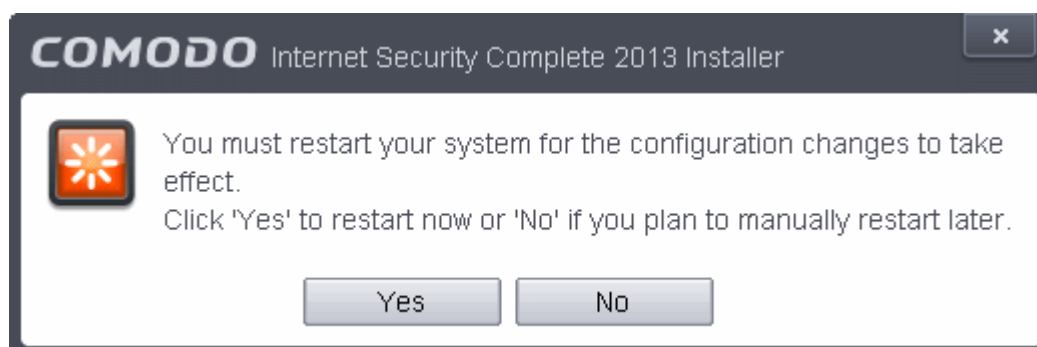 COMODO Internet Security Complete 2013 Installer
You must restart your system for the configuration changes to take
effect.
Click 'Yes' to restart now or 'No' if you plan to manually restart later.
Yes No